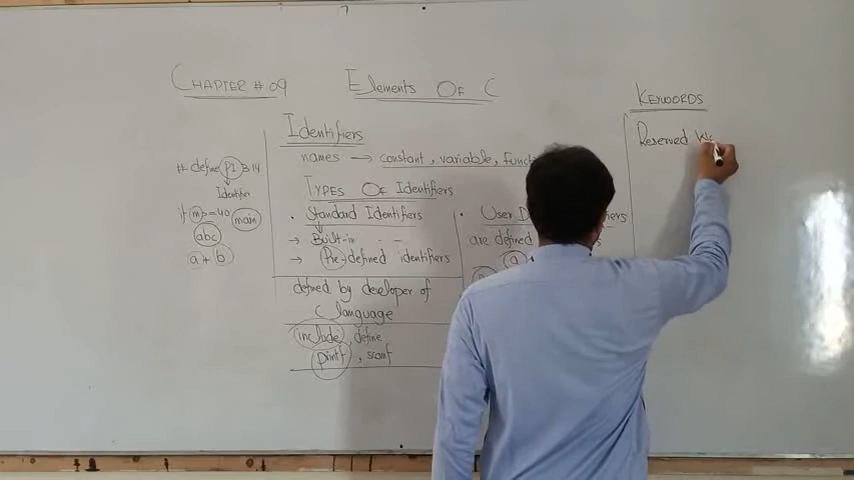 CHAPTER # 09
Elements OF C
# define PI 3.14
Identifier
if m>=40 main
abc
a + b
Identifiers
names → constant, variable,
TYPES OF Identifiers
. Standard Identifiers
→ Built-in - -
→ Pre-defined identifiers
defined by developer of
C language
include, define
printf, scanf
. User
are defined
a
KEYWORDS
Reserved